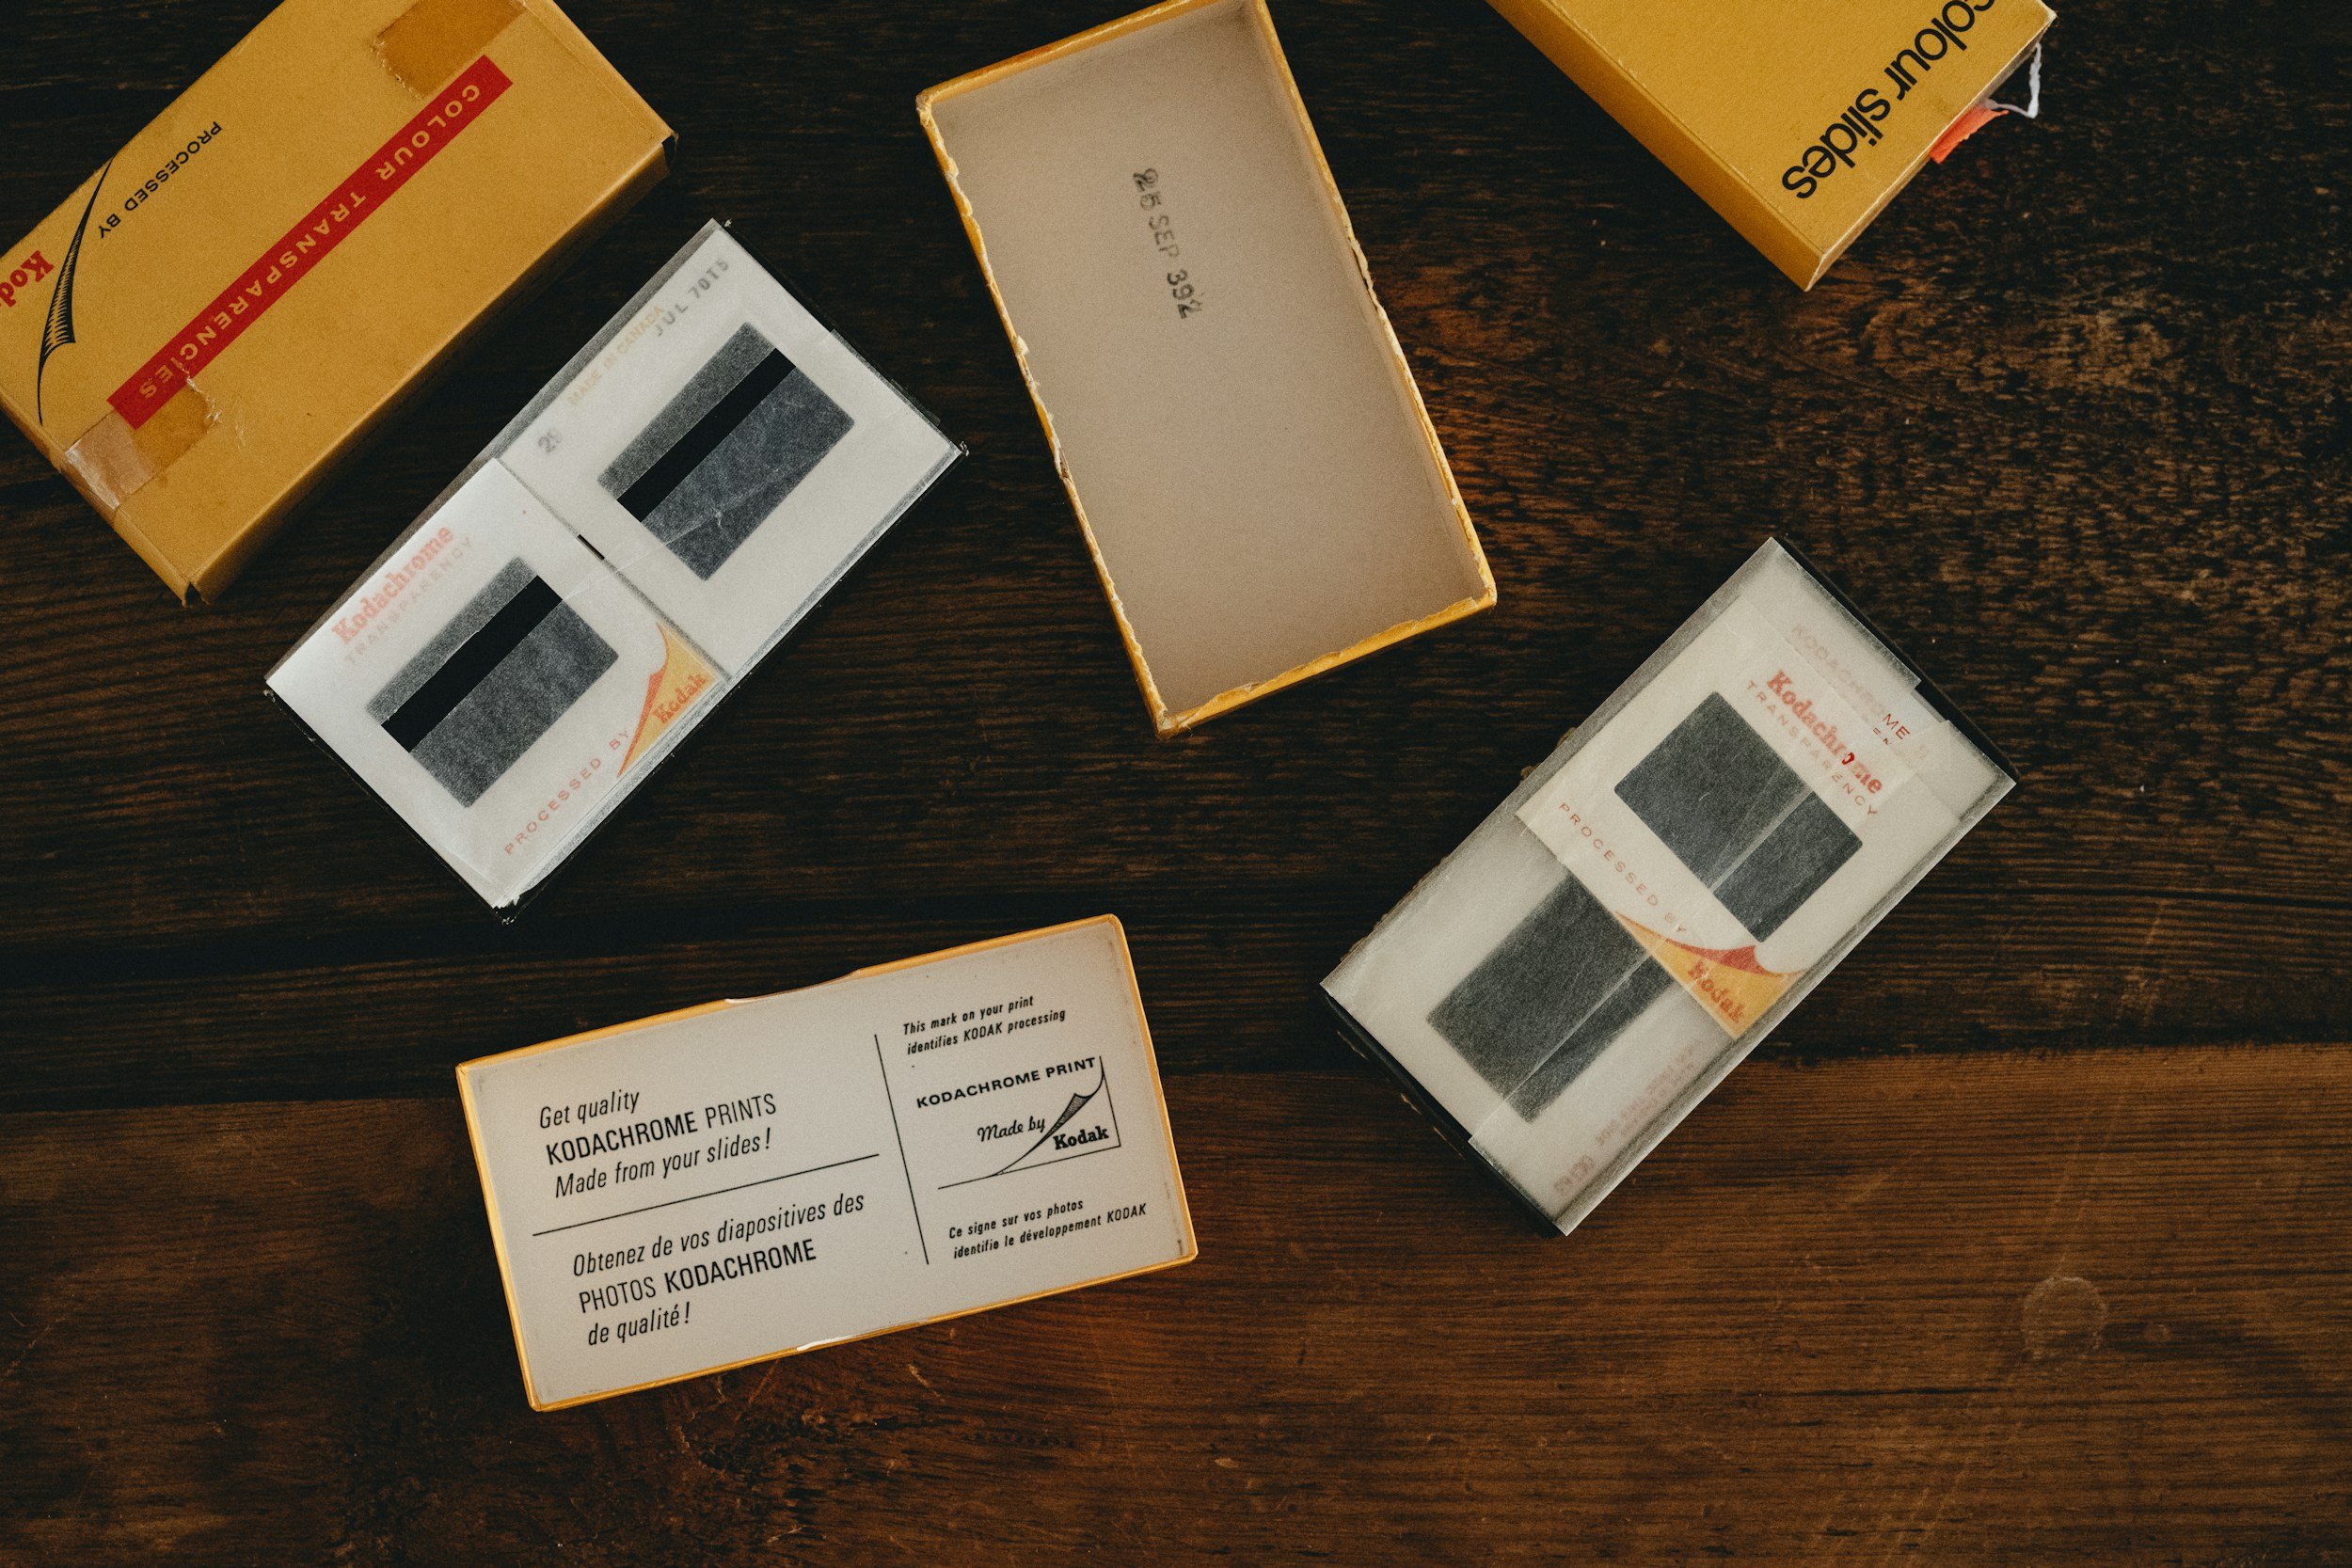 COLOUR TRANSPARENCIES
PROCESSED BY
Kod
colour slides
25 SEP 392
JUL 70T5
MADE IN CANADA
29
Kodachrome
TRANSPARENCY
PROCESSED BY
Kodak
KODACHROME
Kodachrome
TRANSPARENCY
PROCESSED BY
Kodak
Get quality
KODACHROME PRINTS
Made from your slides!
Obtenez de vos diapositives des
PHOTOS KODACHROME
de qualité!
This mark on your print
identifies KODAK processing
KODACHROME PRINT
Made by
Kodak
Ce signe sur vos photos
identifie le développement KODAK